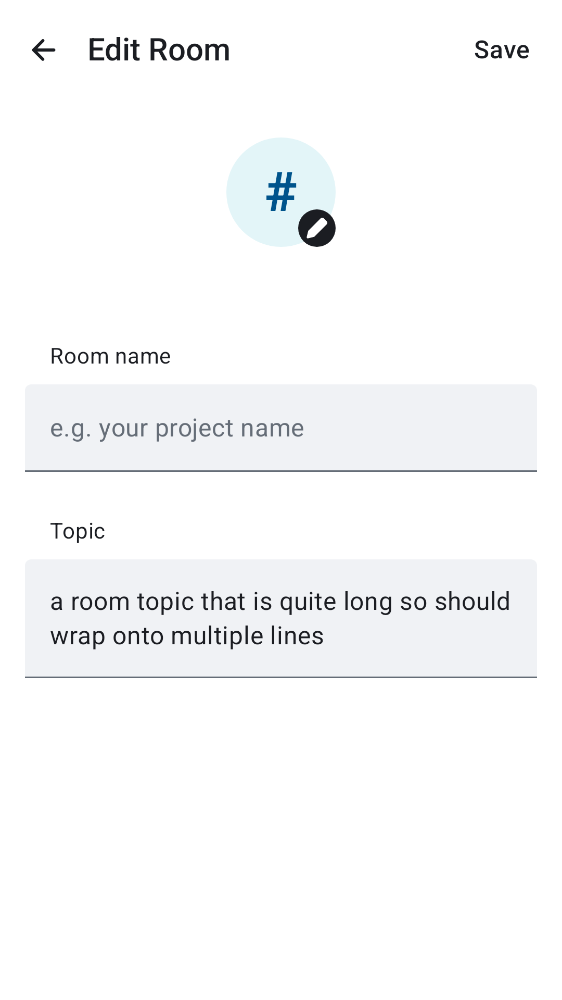 Edit Room
Save
#
Room name
e.g. your project name
Topic
a room topic that is quite long so should
wrap onto multiple lines